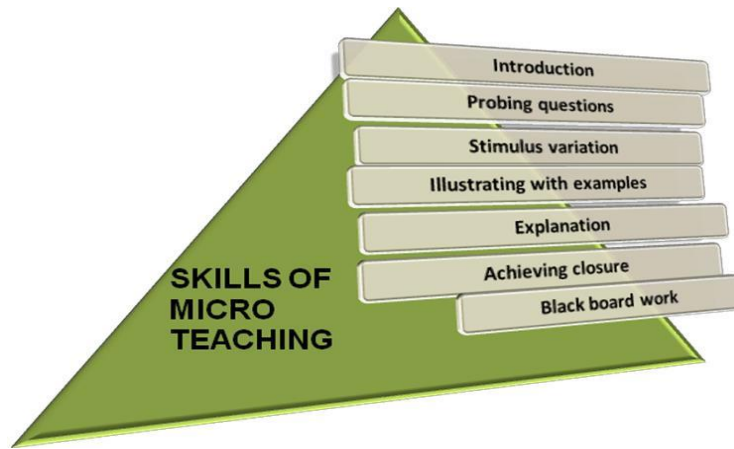 Introduction
Probing questions
Stimulus variation
Illustrating with examples
Explanation
Achieving closure
Black board work
SKILLS OF
MICRO
TEACHING